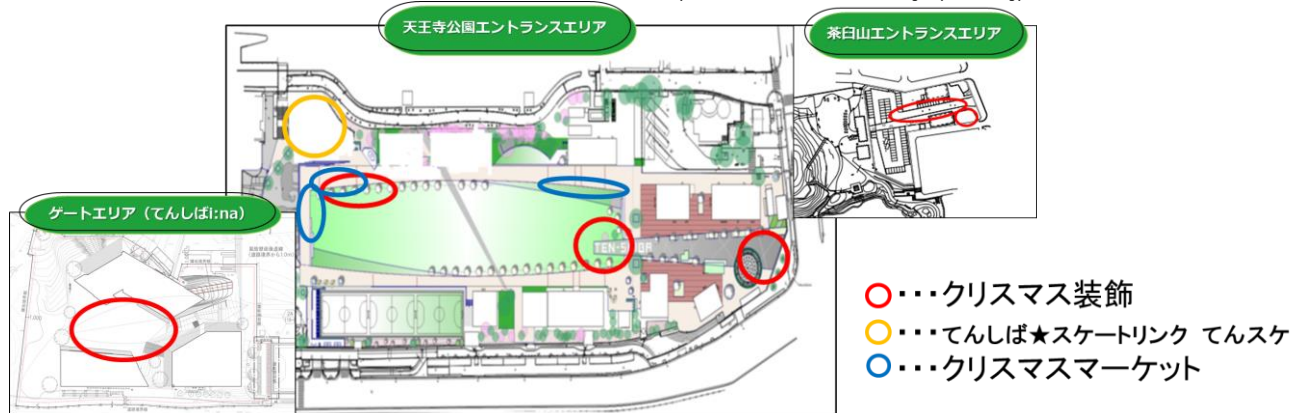 天王寺公園エントランスエリア
茶臼山エントランスエリア
ゲートエリア（てんしばi:na）
TEN-SHIBA
○・・・クリスマス装飾
○・・・てんしば★スケートリンク てんスケ
○・・・クリスマスマーケット